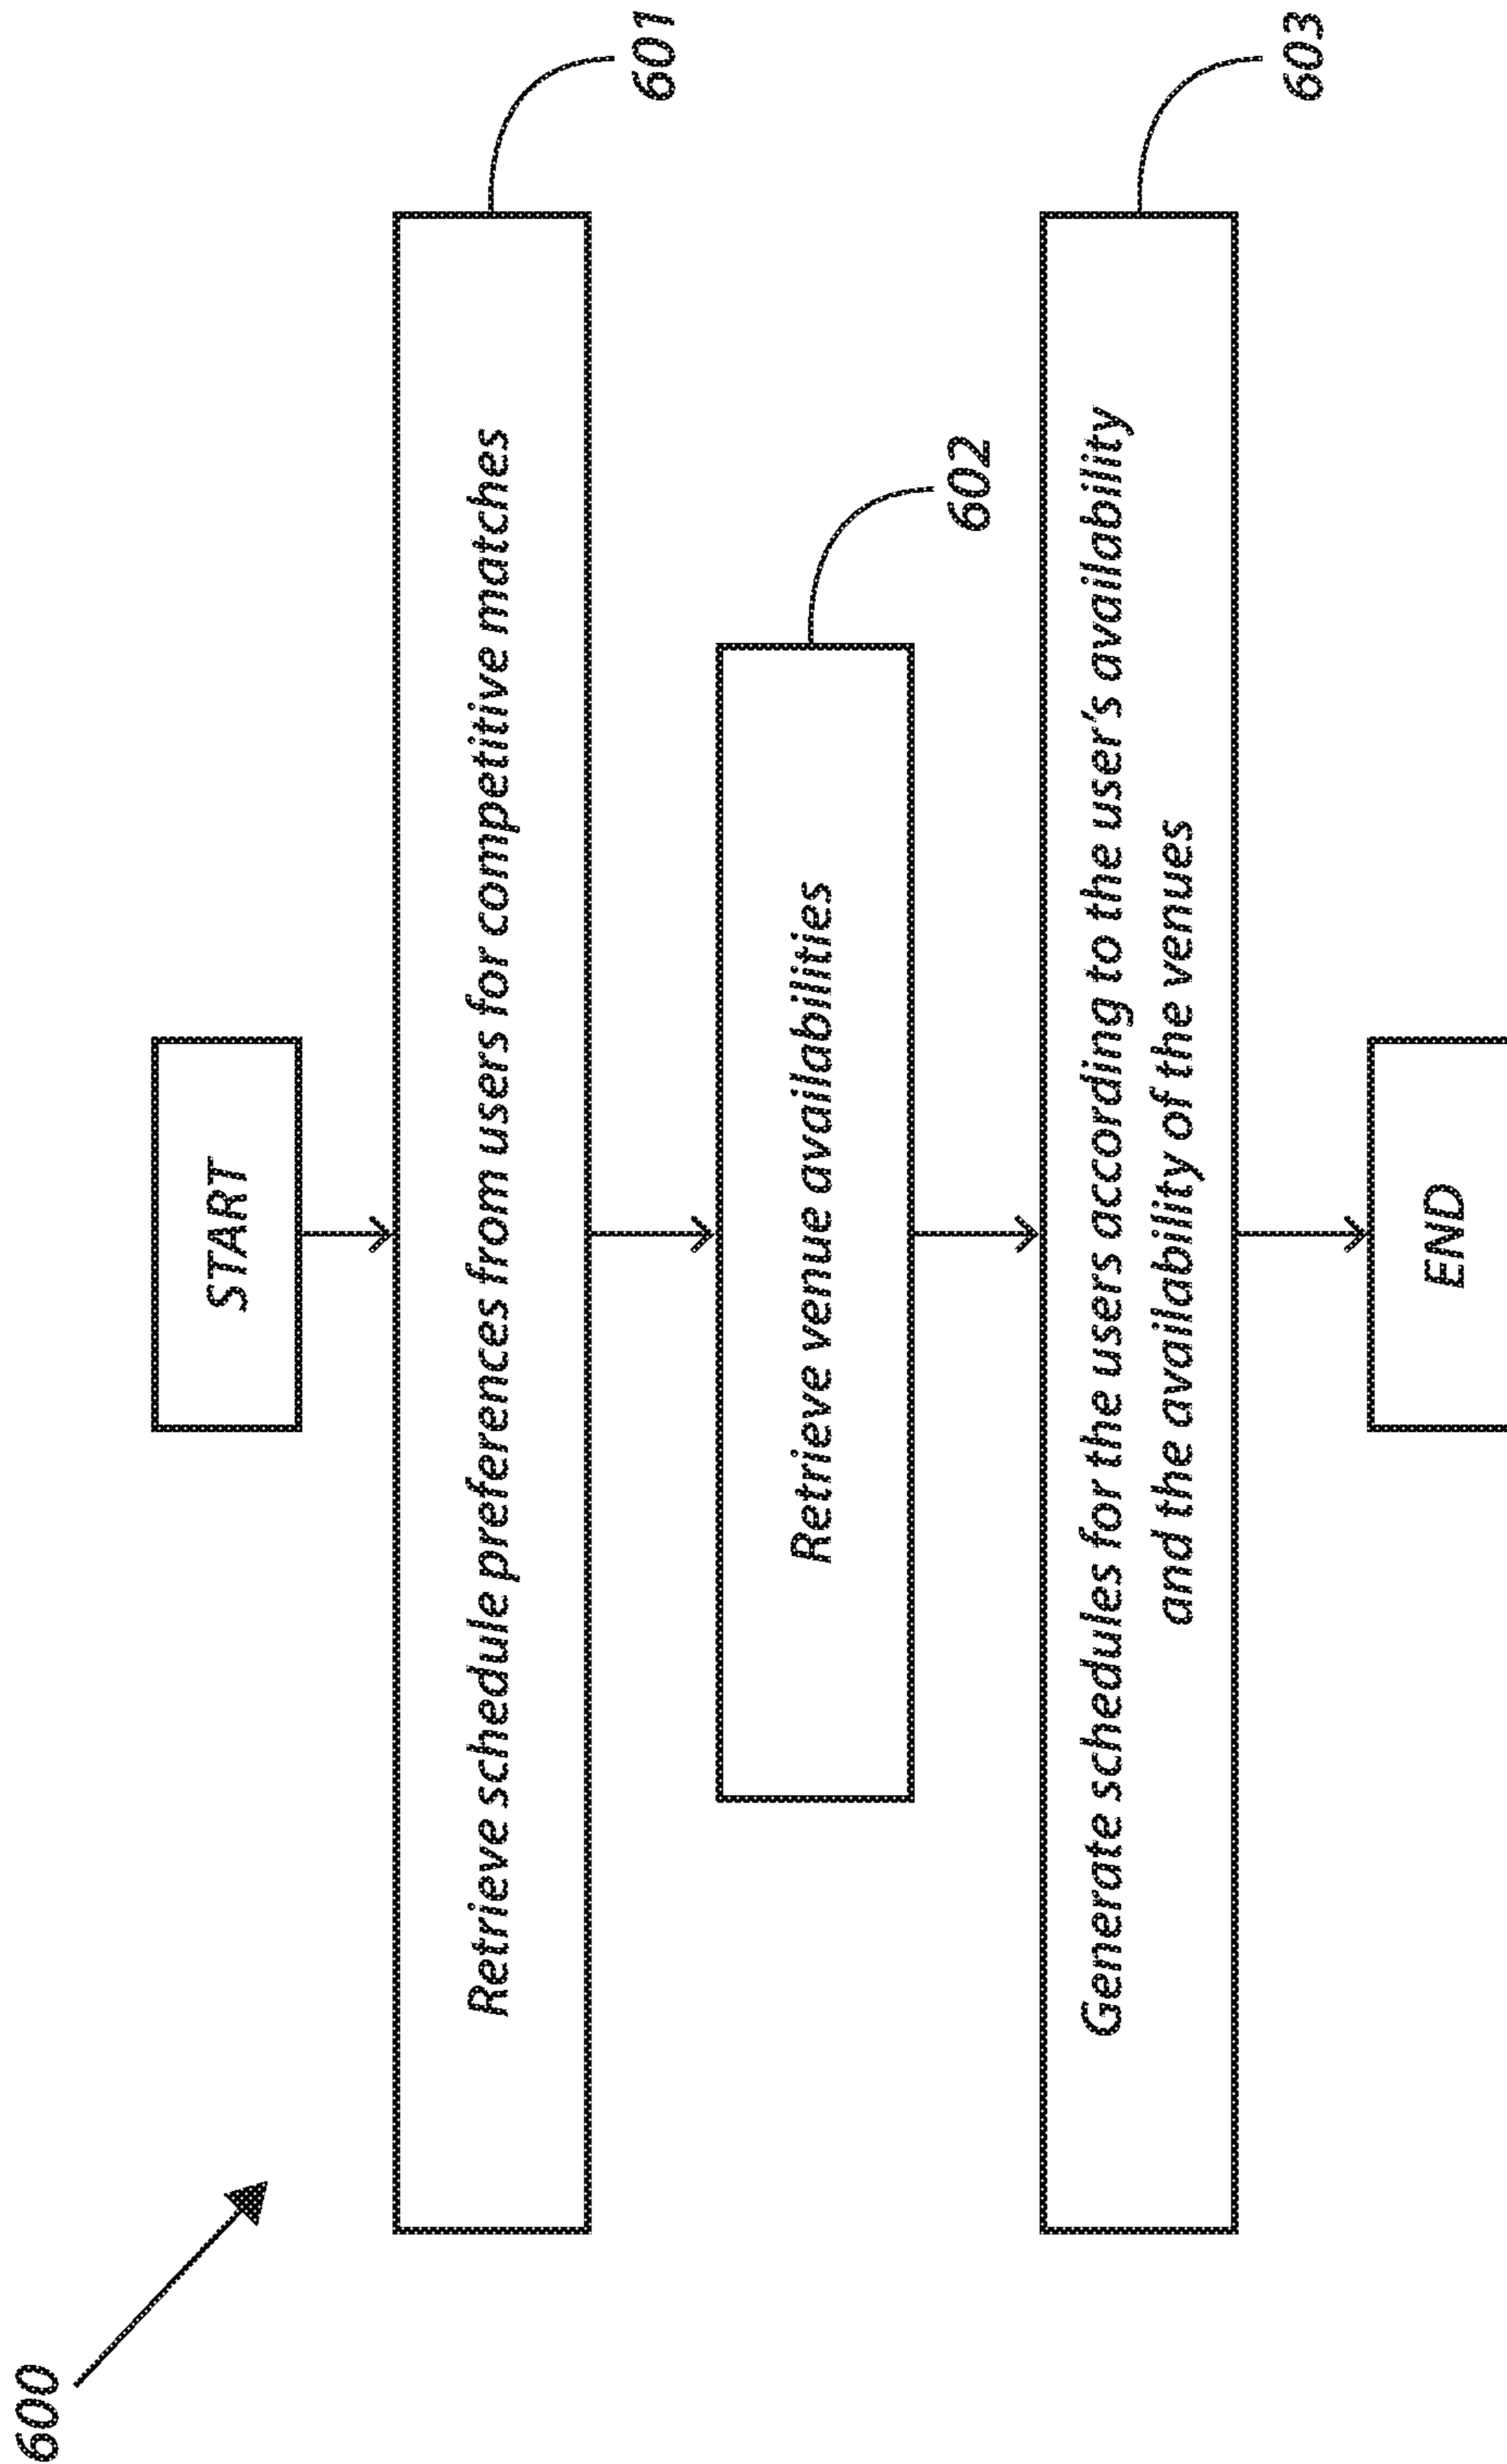 600
START
Retrieve schedule preferences from users for competitive matches
601
Retrieve venue availabilities
602
Generate schedules for the users according to the user's availability
and the availability of the venues
603
END